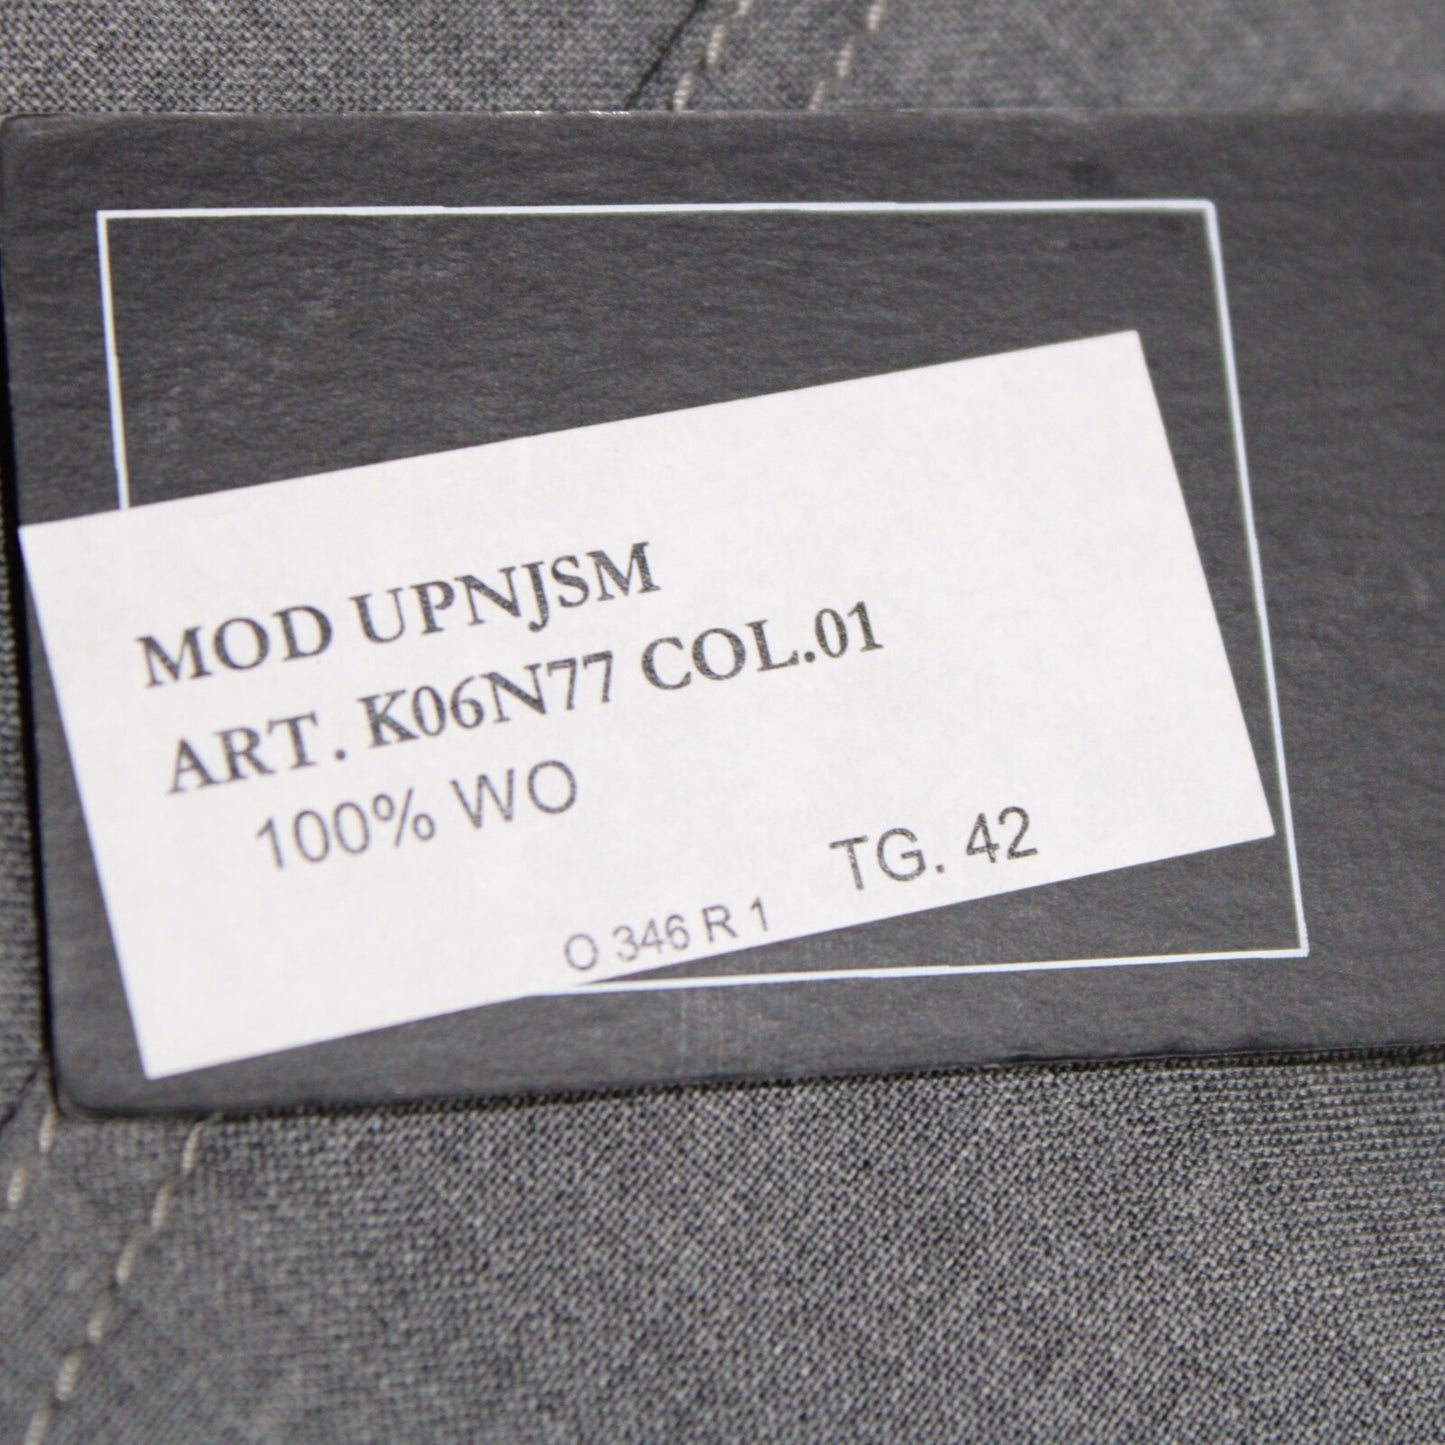 MOD UPNJSM
ART. K06N77 COL.01
100% WO
TG. 42
O 346 R 1